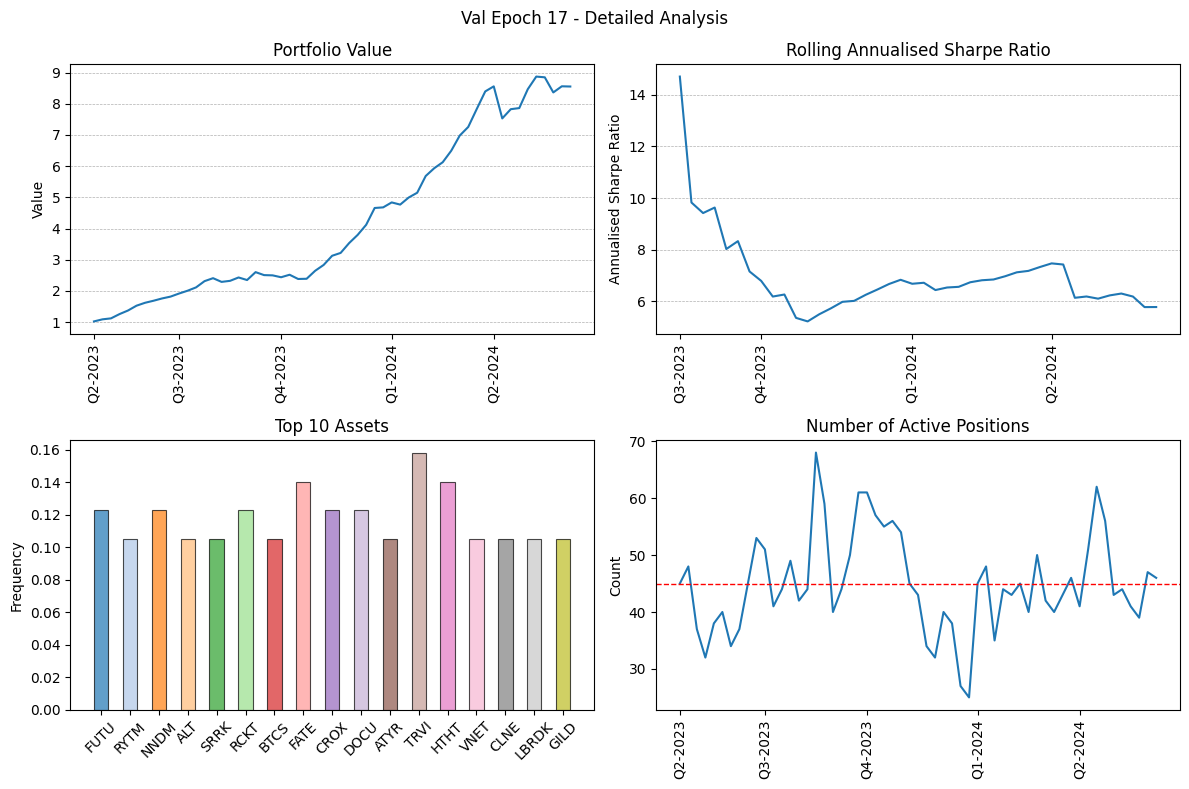 Val Epoch 17 - Detailed Analysis
Portfolio Value
Value
9
8
7
6
5
4
3
2
1
Q2-2023
Q3-2023
Q4-2023
Q1-2024
Q2-2024
Rolling Annualised Sharpe Ratio
Annualised Sharpe Ratio
14
12
10
8
6
Q3-2023
Q4-2023
Q1-2024
Q2-2024
Top 10 Assets
Frequency
0.16
0.14
0.12
0.10
0.08
0.06
0.04
0.02
0.00
FUTU
RYTM
NNDM
ALT
SRRK
RCKT
BTCS
FATE
CROX
DOCU
ATYR
TRVI
HTHT
VNET
CLNE
LBRDK
GILD
Number of Active Positions
Count
70
60
50
40
30
Q2-2023
Q3-2023
Q4-2023
Q1-2024
Q2-2024